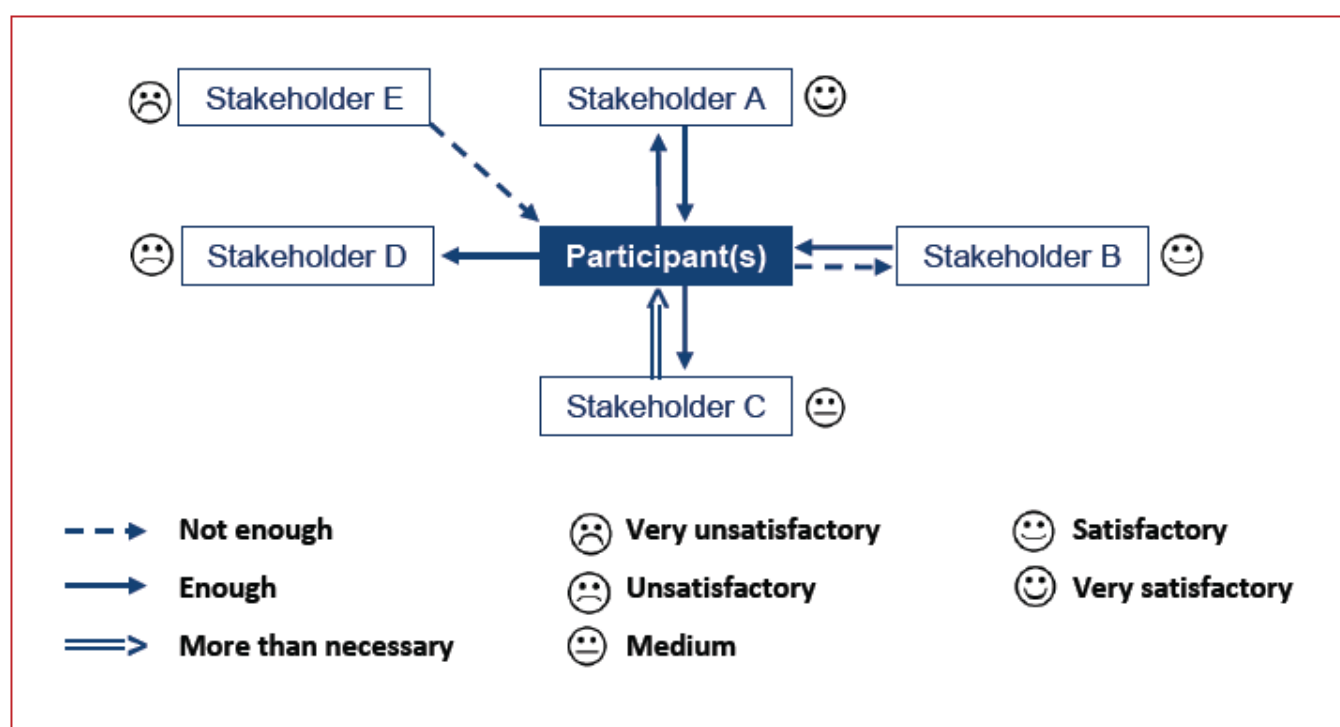 Stakeholder E
Stakeholder A
Stakeholder D
Participant(s)
Stakeholder B
Stakeholder C
Not enough
Very unsatisfactory
Satisfactory
Enough
Unsatisfactory
Very satisfactory
More than necessary
Medium